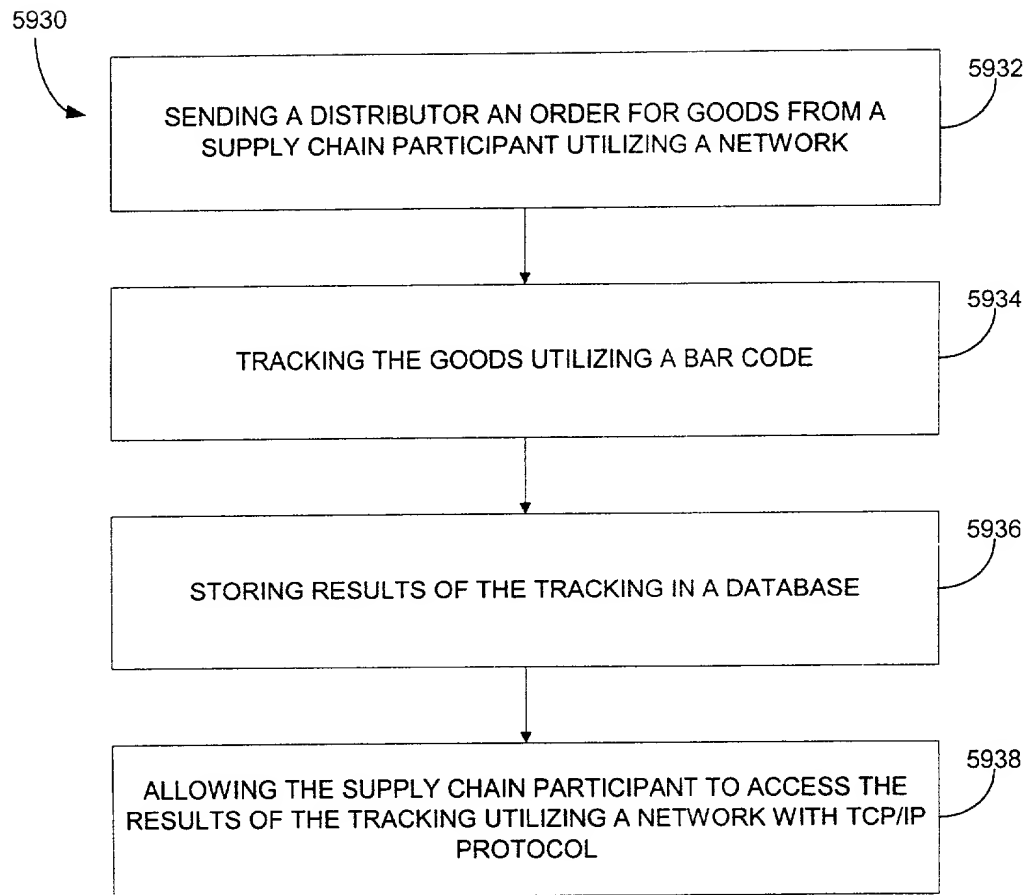 5930
5932
SENDING A DISTRIBUTOR AN ORDER FOR GOODS FROM A
SUPPLY CHAIN PARTICIPANT UTILIZING A NETWORK
5934
TRACKING THE GOODS UTILIZING A BAR CODE
5936
STORING RESULTS OF THE TRACKING IN A DATABASE
5938
ALLOWING THE SUPPLY CHAIN PARTICIPANT TO ACCESS THE
RESULTS OF THE TRACKING UTILIZING A NETWORK WITH TCP/IP
PROTOCOL